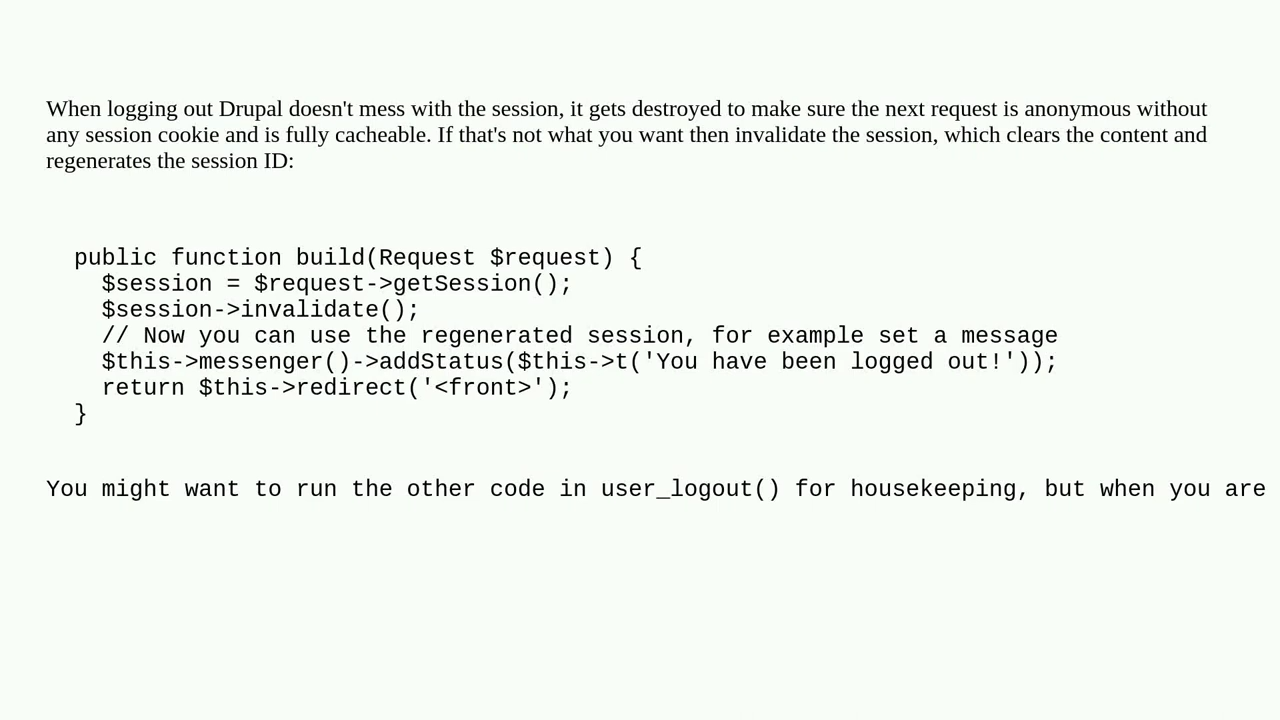 When logging out Drupal doesn't mess with the session, it gets destroyed to make sure the next request is anonymous without
any session cookie and is fully cacheable. If that's not what you want then invalidate the session, which clears the content and
regenerates the session ID:
public function build(Request $request) {
  $session = $request->getSession();
  $session->invalidate();
  // Now you can use the regenerated session, for example set a message
  $this->messenger()->addStatus($this->t('You have been logged out!'));
  return $this->redirect('<front>');
}
You might want to run the other code in user_logout() for housekeeping, but when you are